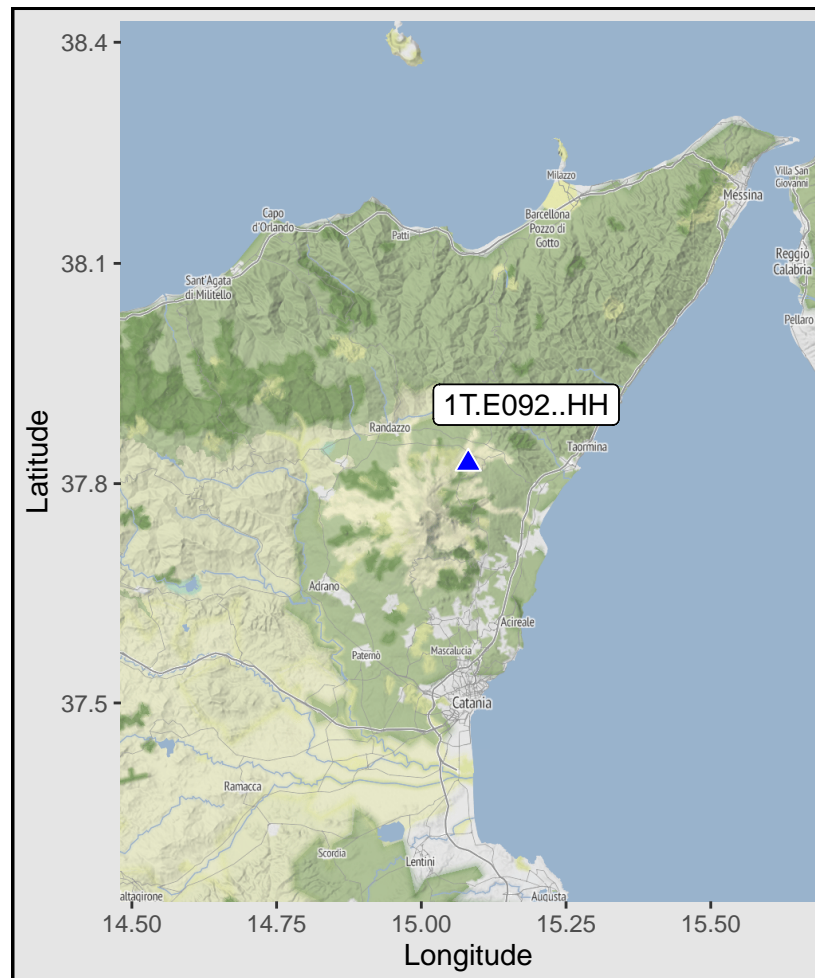 38.4
Milazzo
Villa San
Giovanni
Messina
Capo
d'Orlando
Barcellona
Pozzo di
Gotto
Patti
Reggio
Calabria
38.1
Sant'Agata
di Militello
Pellaro
1T.E092..HH
Randazzo
Taormina
Latitude
37.8
Adrano
Acireale
Mascalucia
Paternò
37.5
Catania
Ramacca
Scordia
Lentini
altagirone
Augusta
14.50 14.75 15.00 15.25 15.50
Longitude